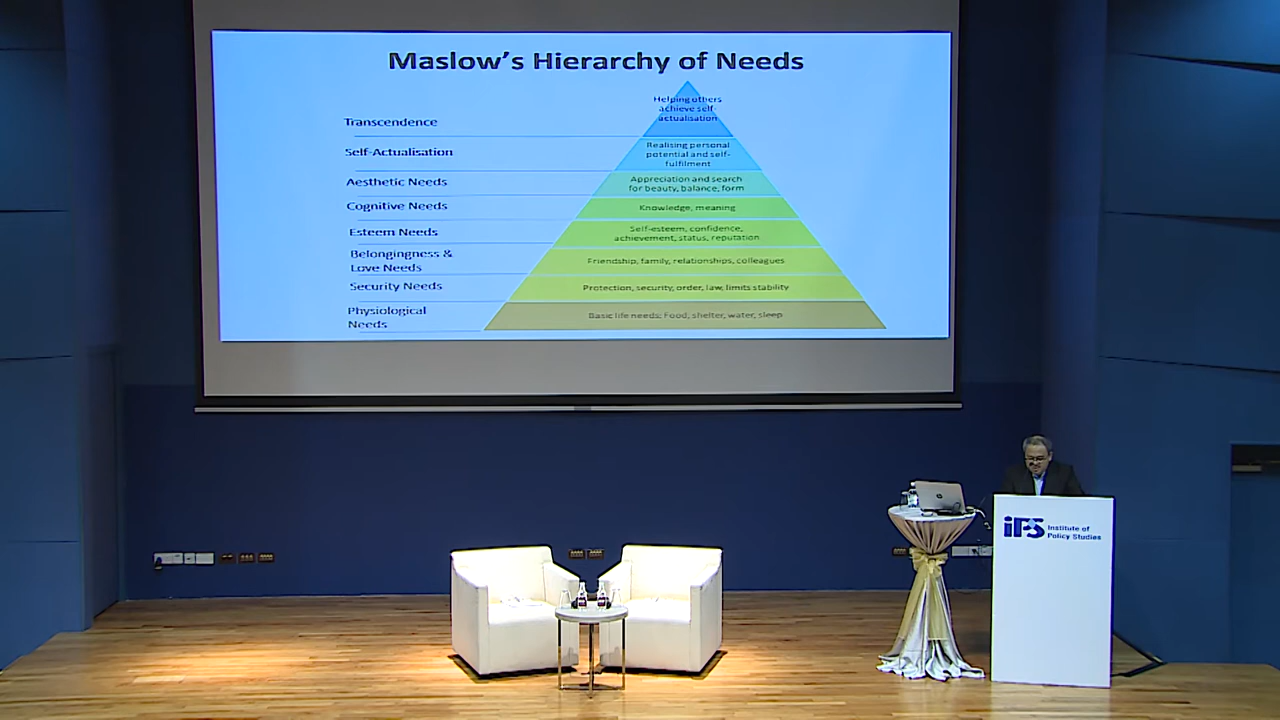 Maslow's Hierarchy of Needs
Helping others
achieve self-
actualisation
Transcendence
Self-Actualisation
Realising personal
potential and self-
fulfilment
Aesthetic Needs
Appreciation and search
for beauty, balance, form
Cognitive Needs
Knowledge, meaning
Esteem Needs
Self-esteem, confidence,
achievement, status, reputation
Belongingness &
Love Needs
Friendship, family, relationships, colleagues
Security Needs
Protection, security, order, law, limits stability
Physiological
Needs
Basic life needs; Food, shelter, water, sleep
iPS
Institute of
Policy Studies